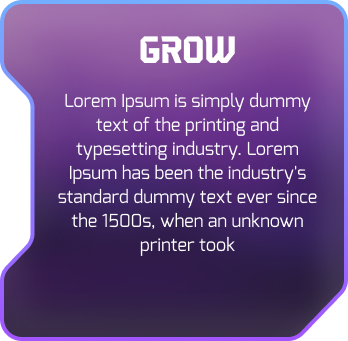 GROW
Lorem Ipsum is simply dummy
text of the printing and
typesetting industry. Lorem
Ipsum has been the industry's
standard dummy text ever since
the 1500s, when an unknown
printer took